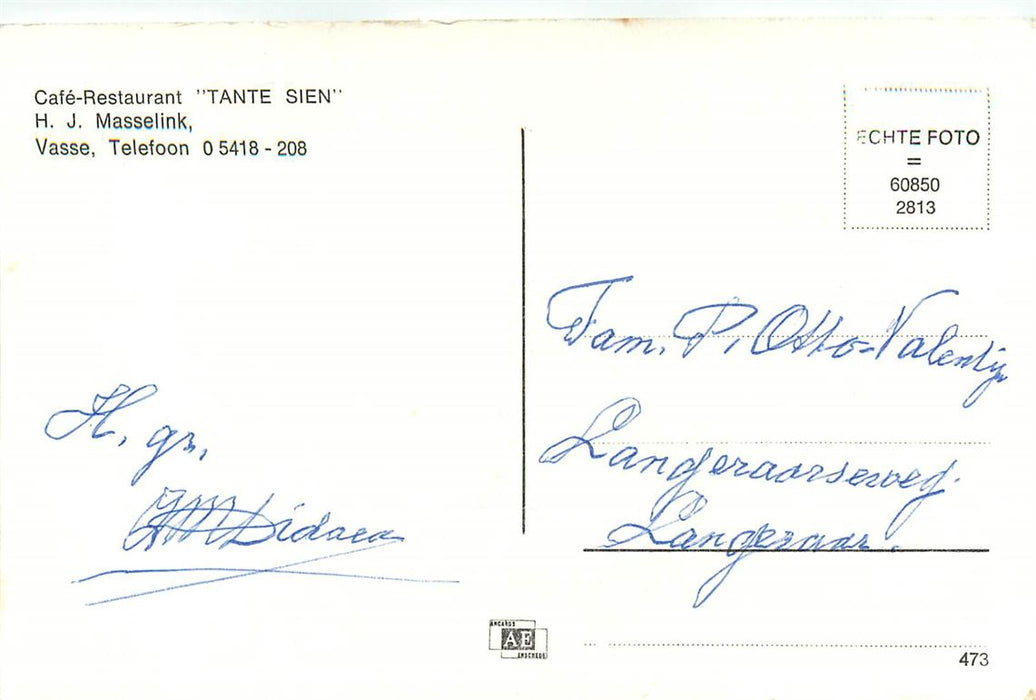 Café-Restaurant "TANTE SIEN"
H. J. Masselink,
Vasse, Telefoon 0 5418 - 208
ECHTE FOTO
=
60850
2813
Fam. P. Otto-Valentijn
Langeraarseweg.
Langeraar.
H. gr.
AE
ENSCHEDE
473